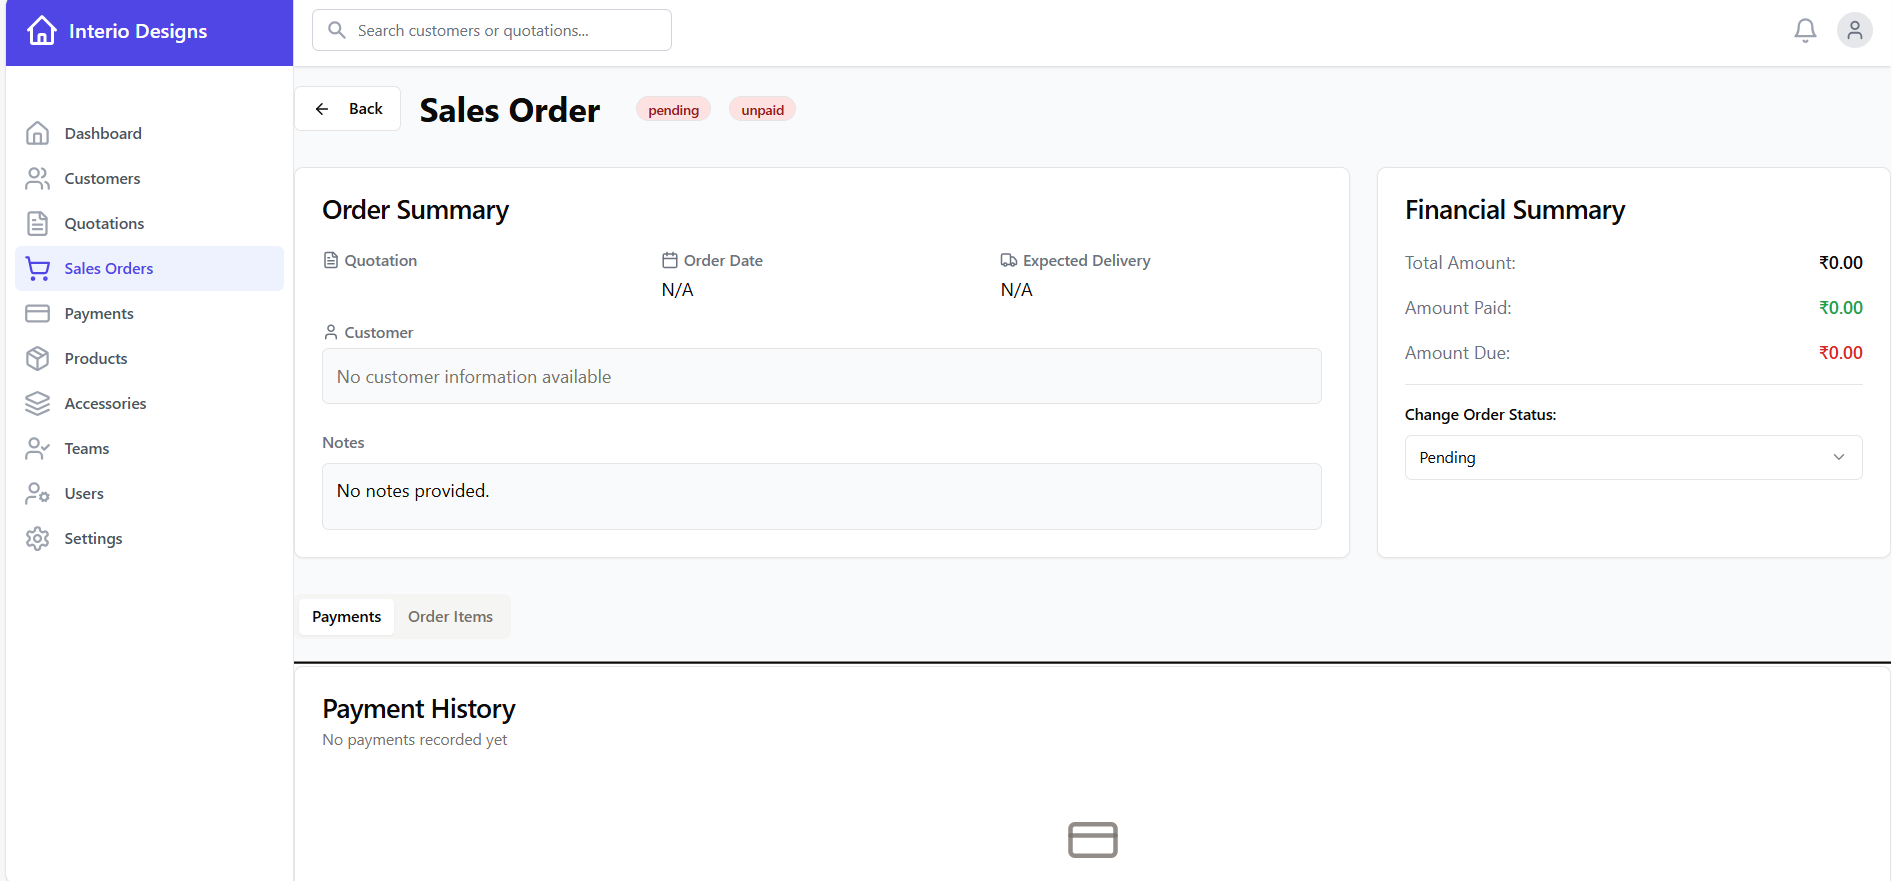 Interio Designs
Search customers or quotations...
Dashboard
Customers
Quotations
Sales Orders
Payments
Products
Accessories
Teams
Users
Settings
Back
Sales Order
pending
unpaid
Order Summary
Quotation
Order Date
N/A
Expected Delivery
N/A
Customer
No customer information available
Notes
No notes provided.
Financial Summary
Total Amount: ₹0.00
Amount Paid: ₹0.00
Amount Due: ₹0.00
Change Order Status:
Pending
Payments
Order Items
Payment History
No payments recorded yet